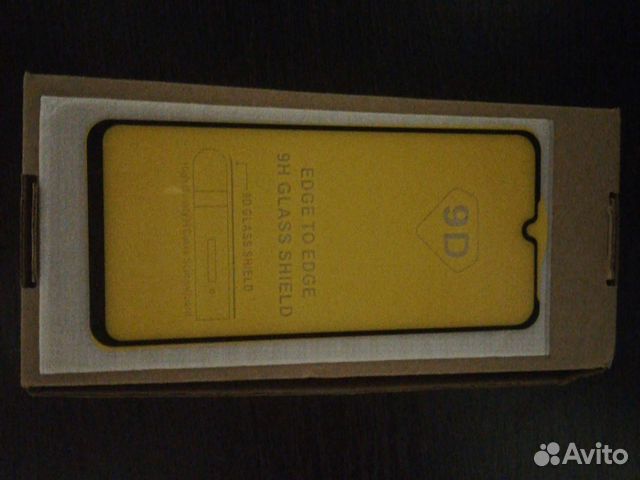 9D
EDGE TO EDGE
9H GLASS SHIELD
9D GLASS SHIELD
Avito